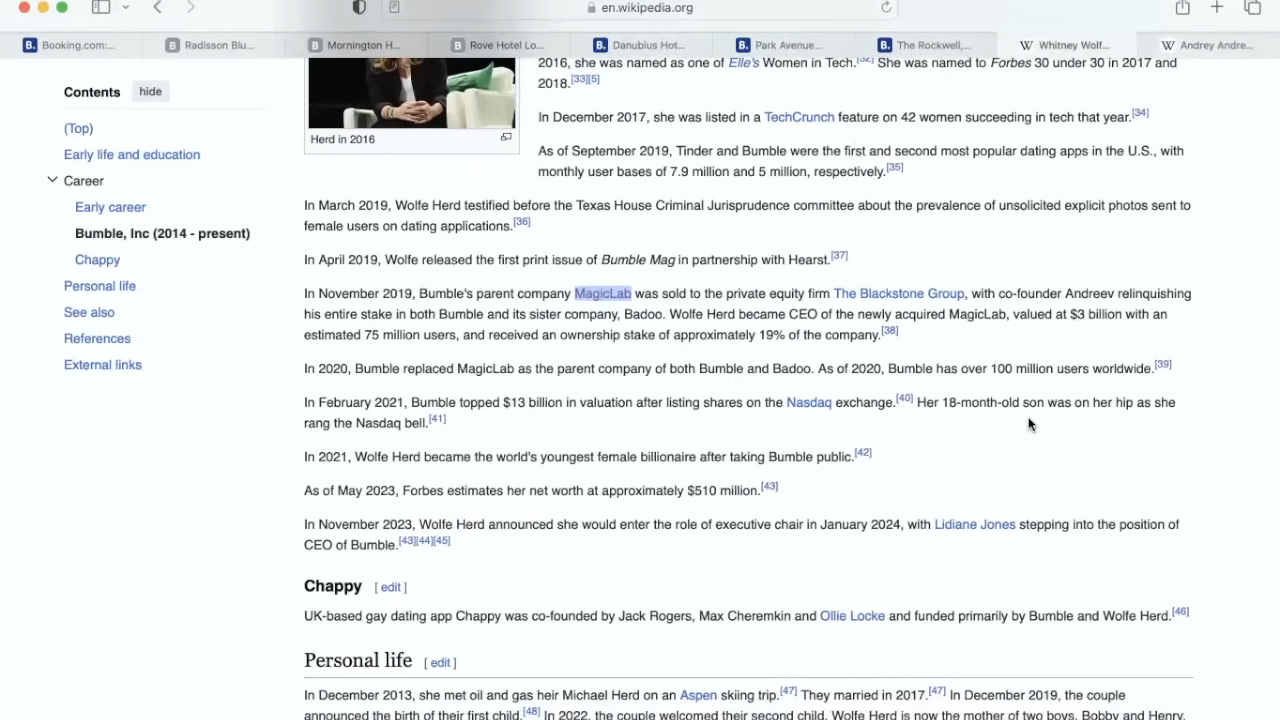 en.wikipedia.org
Booking.com:...
Radisson Blu...
Mornington H...
Rove Hotel Lo...
Danubius Hot...
Park Avenue...
The Rockwell,...
Whitney Wolf...
Andrey Andre...
Contents hide
(Top)
Early life and education
Career
Early career
Bumble, Inc (2014 - present)
Chappy
Personal life
See also
References
External links
Herd in 2016
2016, she was named as one of Elle's Women in Tech.[32] She was named to Forbes 30 under 30 in 2017 and
2018.[33][5]
In December 2017, she was listed in a TechCrunch feature on 42 women succeeding in tech that year.[34]
As of September 2019, Tinder and Bumble were the first and second most popular dating apps in the U.S., with
monthly user bases of 7.9 million and 5 million, respectively.[35]
In March 2019, Wolfe Herd testified before the Texas House Criminal Jurisprudence committee about the prevalence of unsolicited explicit photos sent to
female users on dating applications.[36]
In April 2019, Wolfe released the first print issue of Bumble Mag in partnership with Hearst.[37]
In November 2019, Bumble's parent company MagicLab was sold to the private equity firm The Blackstone Group, with co-founder Andreev relinquishing
his entire stake in both Bumble and its sister company, Badoo. Wolfe Herd became CEO of the newly acquired MagicLab, valued at $3 billion with an
estimated 75 million users, and received an ownership stake of approximately 19% of the company.[38]
In 2020, Bumble replaced MagicLab as the parent company of both Bumble and Badoo. As of 2020, Bumble has over 100 million users worldwide.[39]
In February 2021, Bumble topped $13 billion in valuation after listing shares on the Nasdaq exchange.[40] Her 18-month-old son was on her hip as she
rang the Nasdaq bell.[41]
In 2021, Wolfe Herd became the world's youngest female billionaire after taking Bumble public.[42]
As of May 2023, Forbes estimates her net worth at approximately $510 million.[43]
In November 2023, Wolfe Herd announced she would enter the role of executive chair in January 2024, with Lidiane Jones stepping into the position of
CEO of Bumble.[43][44][45]
Chappy [ edit ]
UK-based gay dating app Chappy was co-founded by Jack Rogers, Max Cheremkin and Ollie Locke and funded primarily by Bumble and Wolfe Herd.[46]
Personal life [ edit ]
In December 2013, she met oil and gas heir Michael Herd on an Aspen skiing trip.[47] They married in 2017.[47] In December 2019, the couple
announced the birth of their first child.[48] In 2022, the couple welcomed their second child. Wolfe Herd is now the mother of two boys, Bobby and Henry.